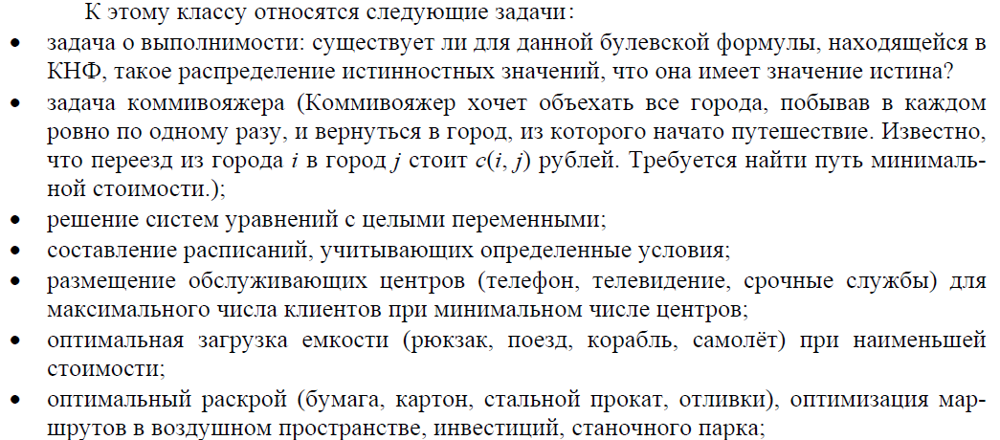 К этому классу относятся следующие задачи:
• задача о выполнимости: существует ли для данной булевской формулы, находящейся в
КНФ, такое распределение истинностных значений, что она имеет значение истина?
• задача коммивояжера (Коммивояжер хочет объехать все города, побывав в каждом
ровно по одному разу, и вернуться в город, из которого начато путешествие. Известно,
что переезд из города i в город j стоит c(i, j) рублей. Требуется найти путь минималь-
ной стоимости.);
• решение систем уравнений с целыми переменными;
• составление расписаний, учитывающих определенные условия;
• размещение обслуживающих центров (телефон, телевидение, срочные службы) для
максимального числа клиентов при минимальном числе центров;
• оптимальная загрузка емкости (рюкзак, поезд, корабль, самолёт) при наименьшей
стоимости;
• оптимальный раскрой (бумага, картон, стальной прокат, отливки), оптимизация мар-
шрутов в воздушном пространстве, инвестиций, станочного парка;